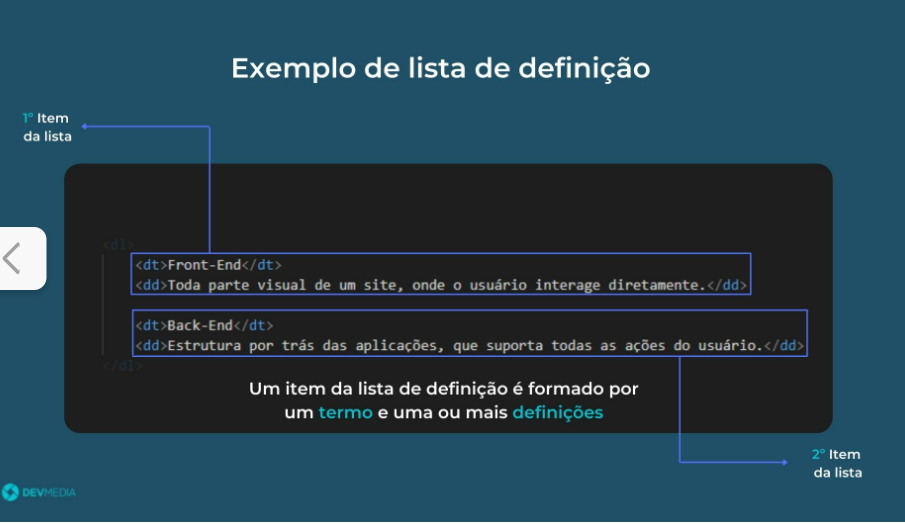 Exemplo de lista de definição
1º Item
da lista
<dl>
<dt>Front-End</dt>
<dd>Toda parte visual de um site, onde o usuário interage diretamente.</dd>
<dt>Back-End</dt>
<dd>Estrutura por trás das aplicações, que suporta todas as ações do usuário.</dd>
</dl>
Um item da lista de definição é formado por
um termo e uma ou mais definições
2º Item
da lista
DEVMEDIA